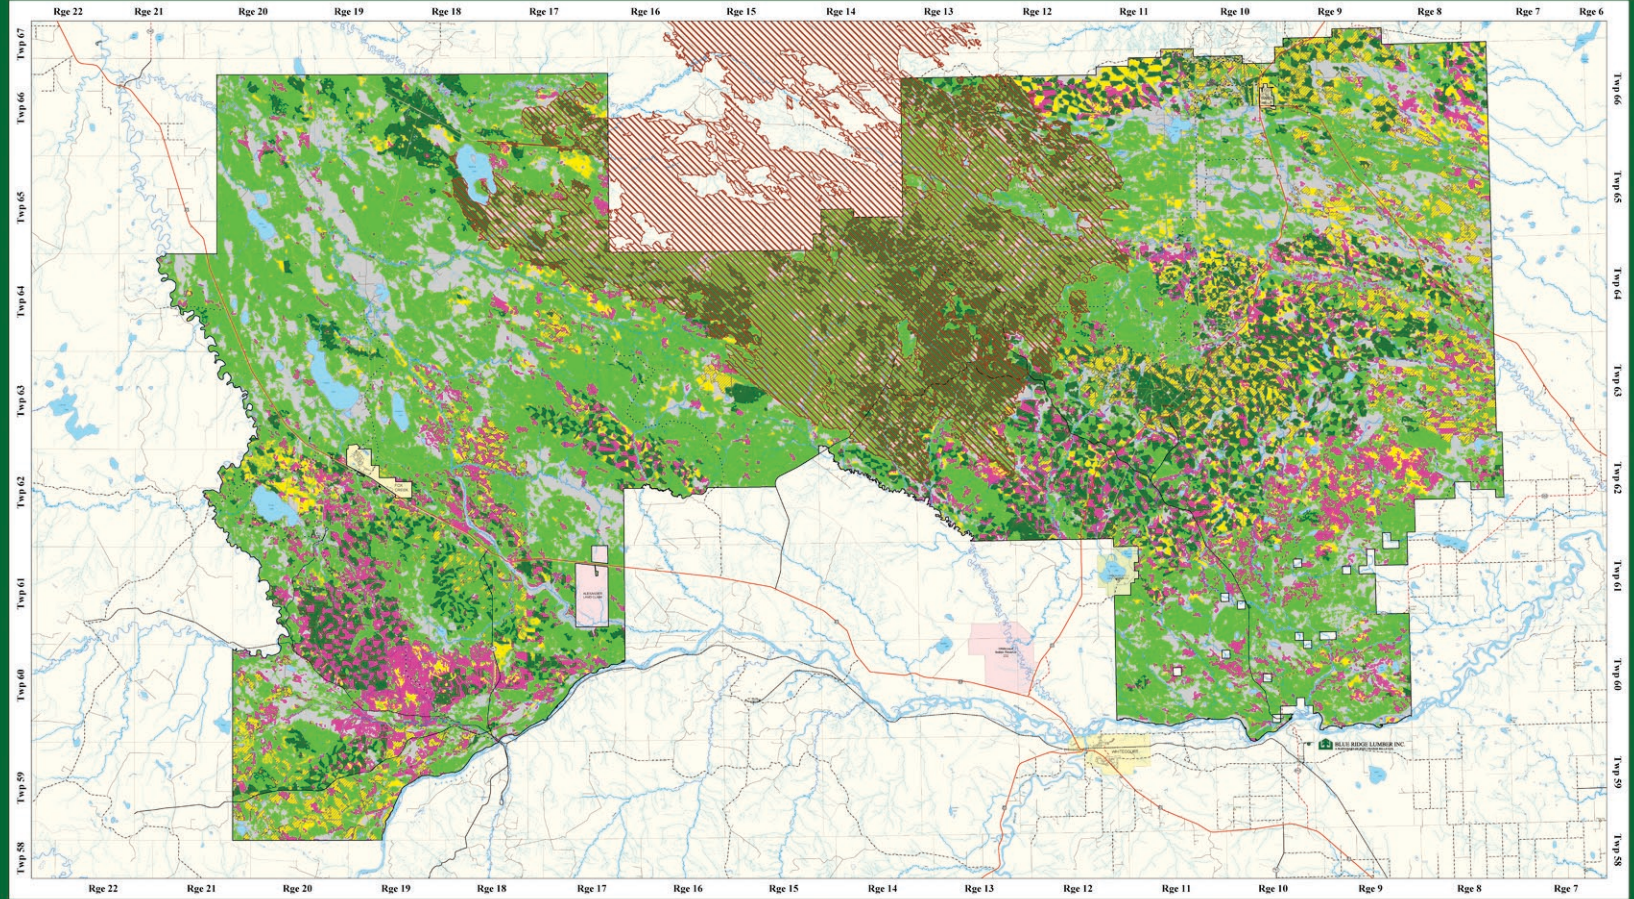 Rge 22 Rge 21 Rge 20 Rge 19 Rge 18 Rge 17 Rge 16 Rge 15 Rge 14 Rge 13 Rge 12 Rge 11 Rge 10 Rge 9 Rge 8 Rge 7 Rge 6
Twp 67
Twp 66
Twp 65
Twp 64
Twp 63
Twp 62
Twp 61
Twp 60
Twp 59
Twp 58
Twp 66
Twp 65
Twp 64
Twp 63
Twp 62
Twp 61
Twp 60
Twp 59
Twp 58
FOX
CREEK
WHITECOURT
BLUE RIDGE LUMBER INC.
Rge 22 Rge 21 Rge 20 Rge 19 Rge 18 Rge 17 Rge 16 Rge 15 Rge 14 Rge 13 Rge 12 Rge 11 Rge 10 Rge 9 Rge 8 Rge 7